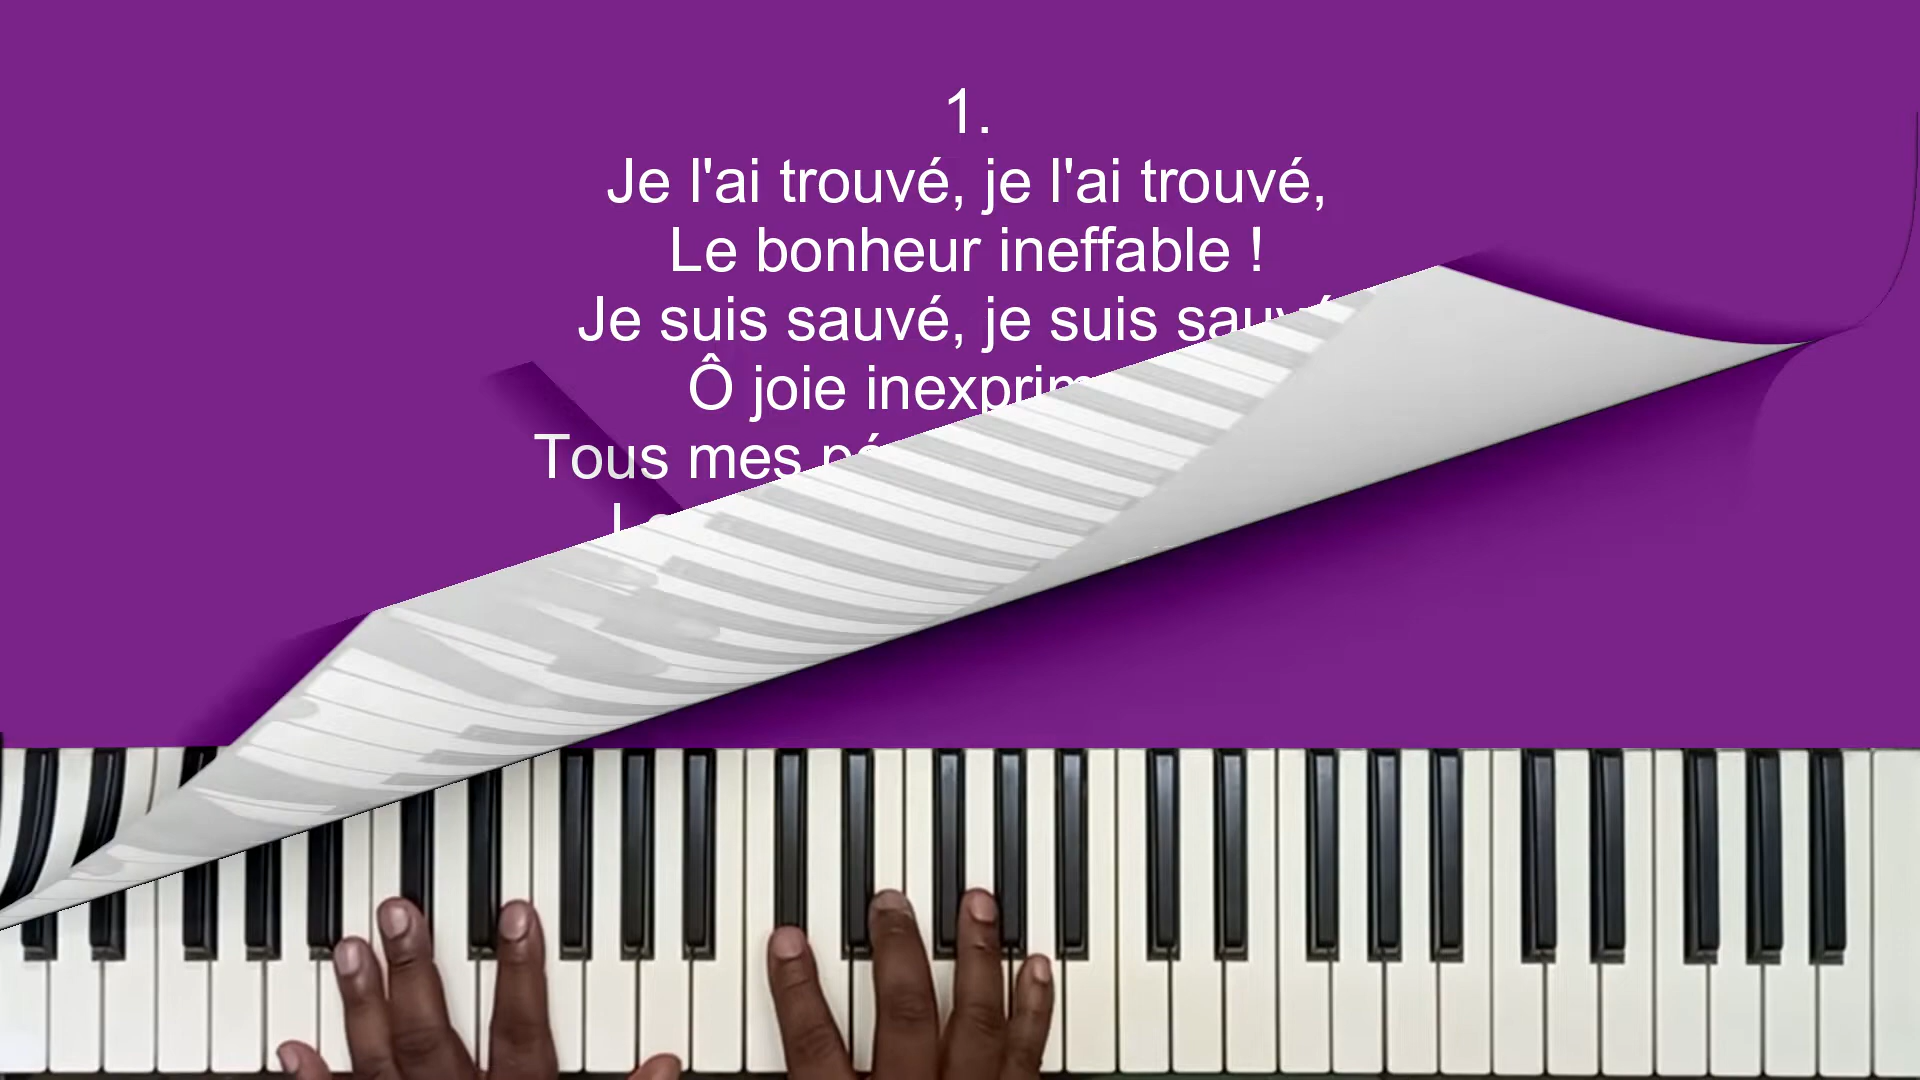 1.
Je l'ai trouvé, je l'ai trouvé,
Le bonheur ineffable !
Je suis sauvé, je suis
Ô joie
Tous mes